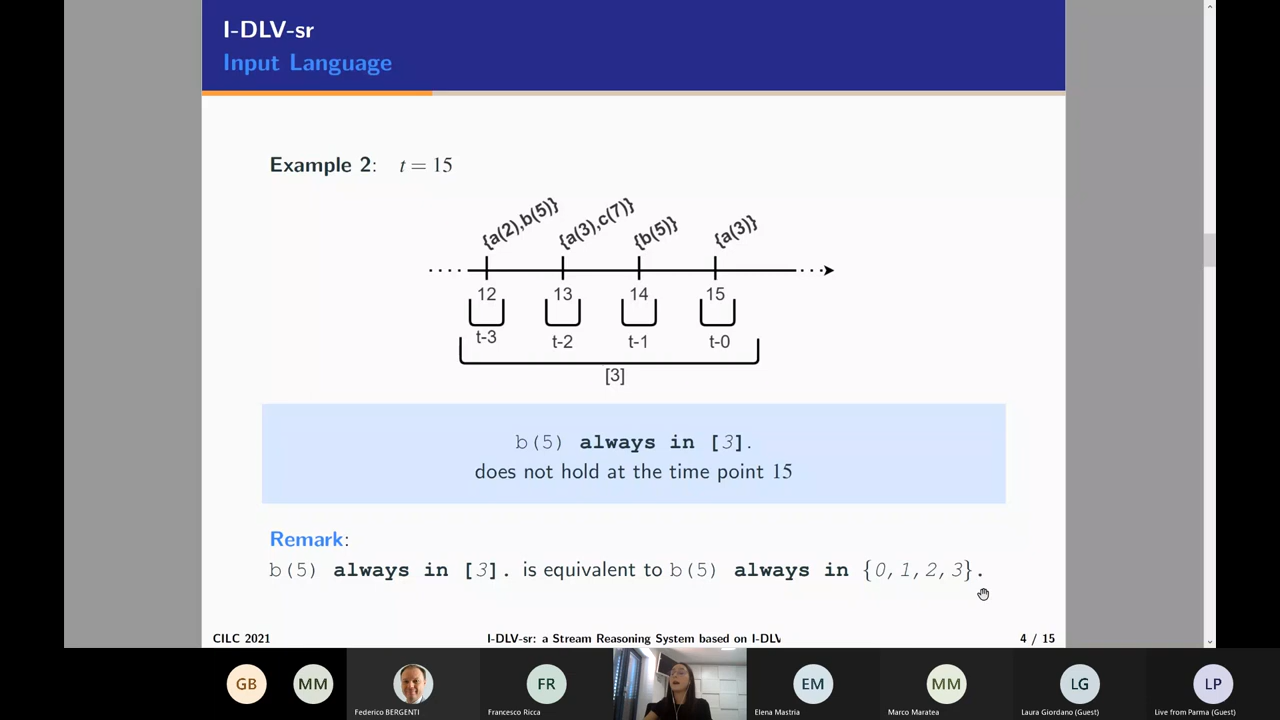 I-DLV-sr
Input Language
Example 2: t = 15
{a(2),b(5)} {a(3),c(7)} {b(5)} {a(3)}
12 13 14 15
t-3 t-2 t-1 t-0
[3]
b(5) always in [3].
does not hold at the time point 15
Remark:
b(5) always in [3]. is equivalent to b(5) always in {0, 1, 2, 3}.
CILC 2021 I-DLV-sr: a Stream Reasoning System based on I-DLV 4 / 15
GB MM FR EM MM LG LP
Federico BERGENTI Francesco Ricca Elena Mastria Marco Maratea Laura Giordano (Guest) Live from Parma (Guest)